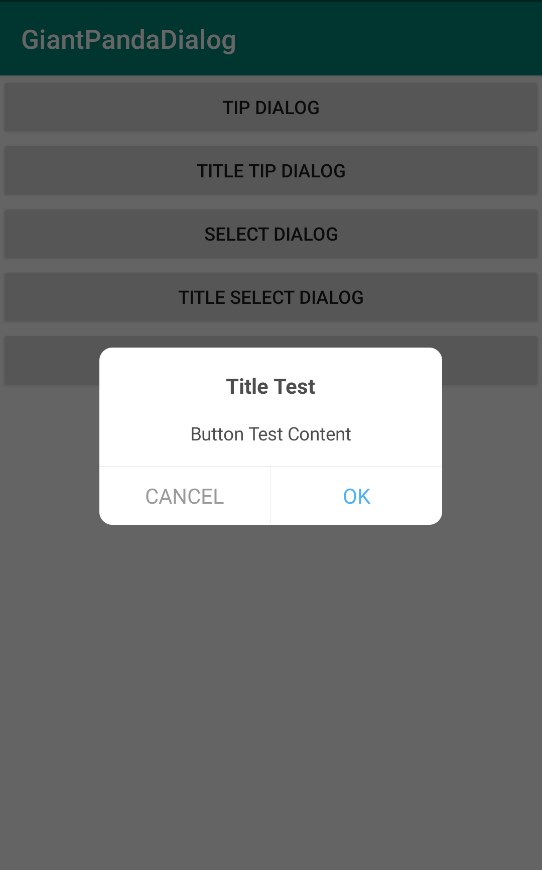 GiantPandaDialog
TIP DIALOG
TITLE TIP DIALOG
SELECT DIALOG
TITLE SELECT DIALOG
Title Test
Button Test Content
CANCEL OK